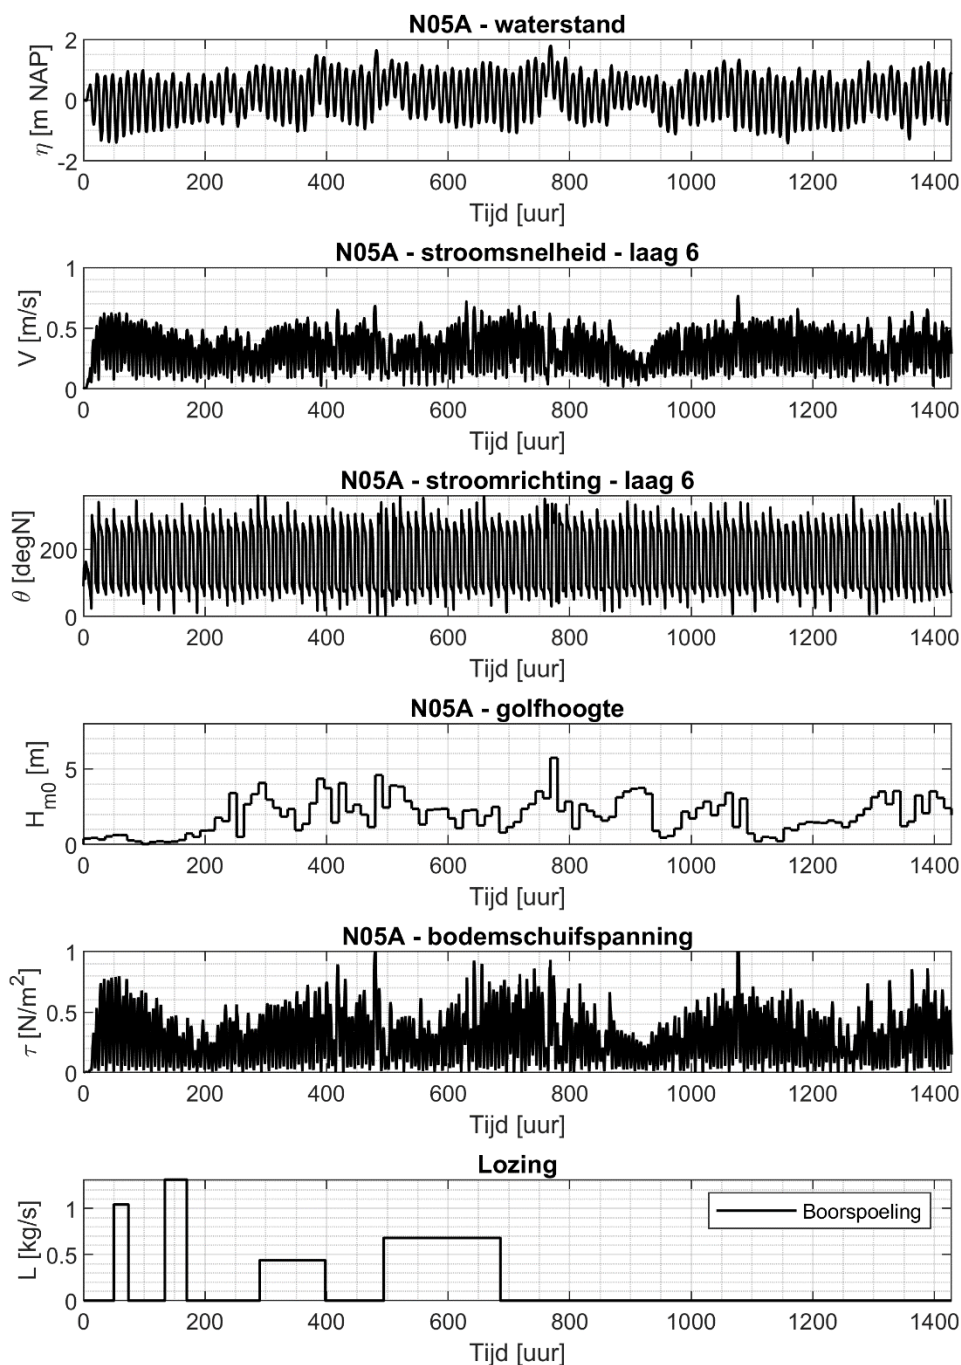 N05A - waterstand
η [m NAP]
2
0
-2
0 200 400 600 800 1000 1200 1400
Tijd [uur]
N05A - stroomsnelheid - laag 6
V [m/s]
1
0.5
0
0 200 400 600 800 1000 1200 1400
Tijd [uur]
N05A - stroomrichting - laag 6
θ [degN]
200
0
0 200 400 600 800 1000 1200 1400
Tijd [uur]
N05A - golfhoogte
H_m0 [m]
5
0
0 200 400 600 800 1000 1200 1400
Tijd [uur]
N05A - bodemschuifspanning
τ [N/m²]
1
0.5
0
0 200 400 600 800 1000 1200 1400
Tijd [uur]
Lozing
L [kg/s]
1
0.5
0
Boorspoeling
0 200 400 600 800 1000 1200 1400
Tijd [uur]